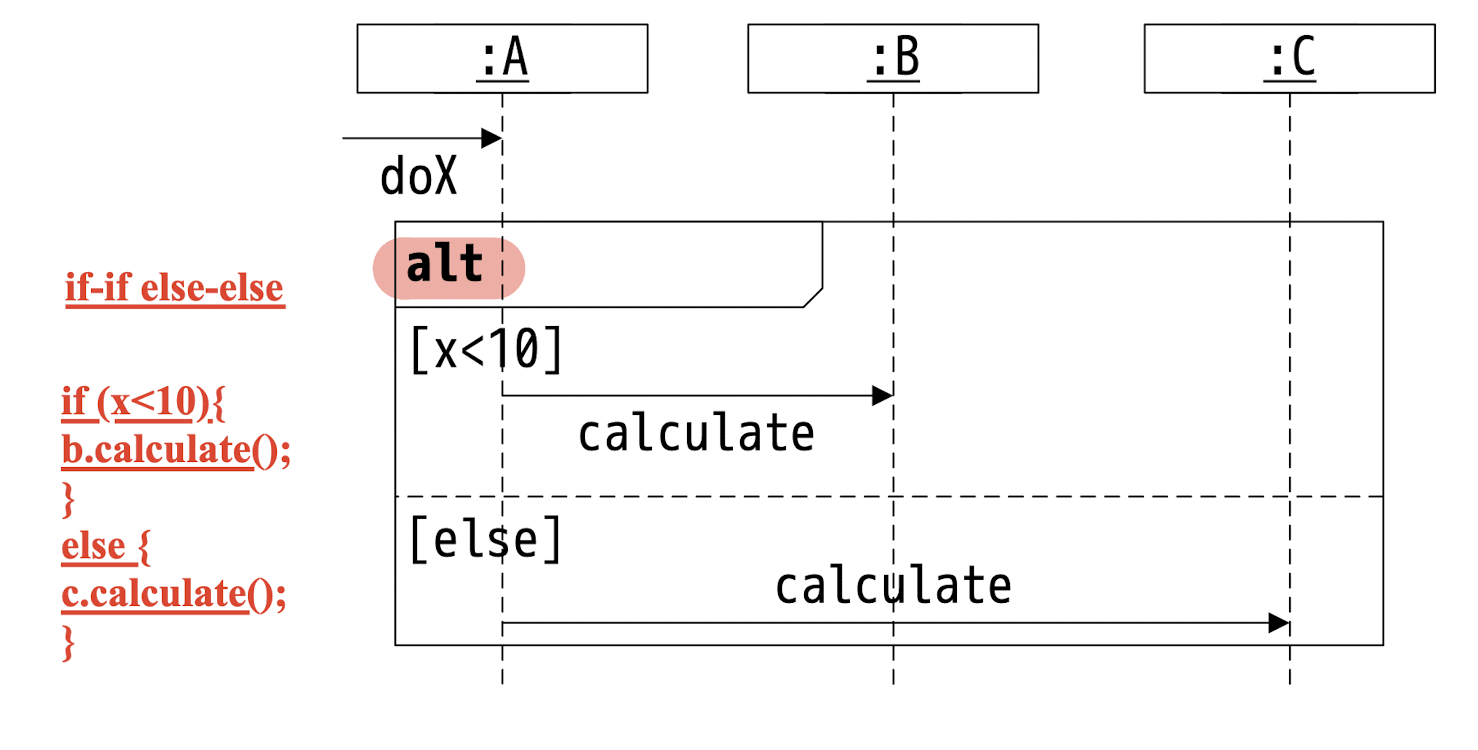 :A
:B
:C
doX
alt
if-if else-else
[x<10]
if (x<10){
calculate
b.calculate();
}
[else]
else {
calculate
c.calculate();
}